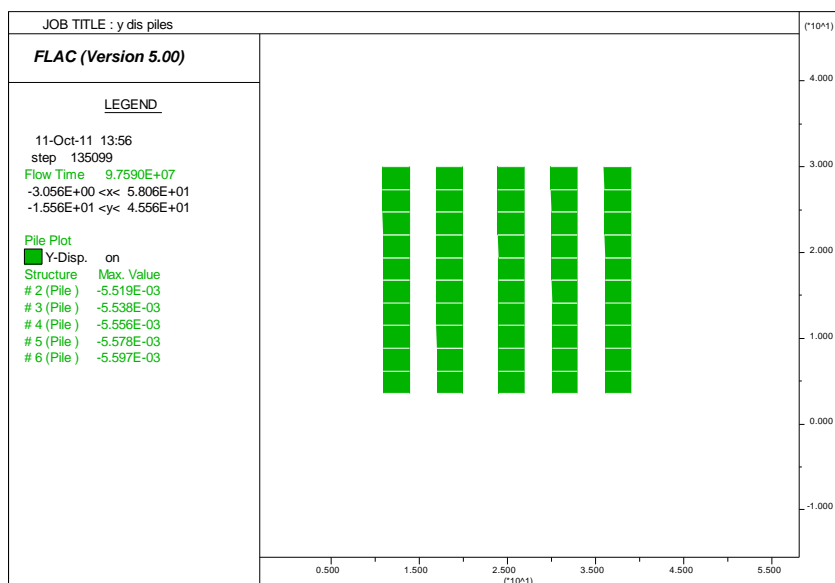 JOB TITLE : y dis piles
(*10^1)
FLAC (Version 5.00)
LEGEND
11-Oct-11 13:56
step 135099
Flow Time 9.7590E+07
-3.056E+00 <x< 5.806E+01
-1.556E+01 <y< 4.556E+01
Pile Plot
Y-Disp. on
Structure Max. Value
# 2 (Pile ) -5.519E-03
# 3 (Pile ) -5.538E-03
# 4 (Pile ) -5.556E-03
# 5 (Pile ) -5.578E-03
# 6 (Pile ) -5.597E-03
4.000
3.000
2.000
1.000
0.000
-1.000
0.500 1.500 2.500 3.500 4.500 5.500
(*10^1)